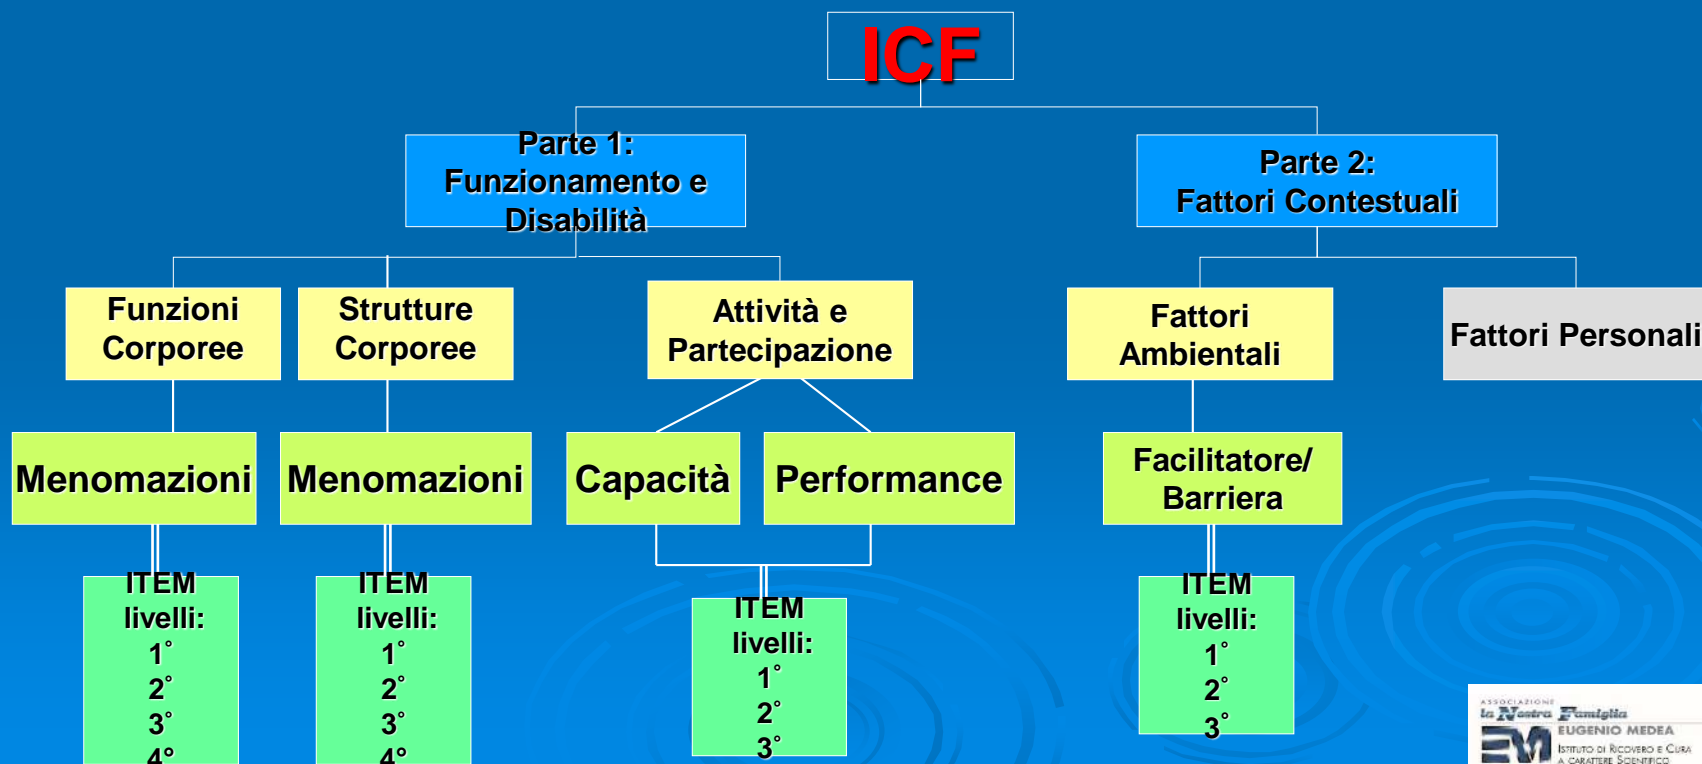 ICF
Parte 1:
Funzionamento e
Disabilità
Parte 2:
Fattori Contestuali
Funzioni
Corporee
Strutture
Corporee
Attività e
Partecipazione
Fattori
Ambientali
Fattori Personali
Menomazioni
Menomazioni
Capacità
Performance
Facilitatore/
Barriera
ITEM
livelli:
1°
2°
3°
4°
ITEM
livelli:
1°
2°
3°
4°
ITEM
livelli:
1°
2°
3°
ITEM
livelli:
1°
2°
3°
ASSOCIAZIONE
la Nostra Famiglia
EUGENIO MEDEA
ISTITUTO DI RICOVERO E CURA
A CARATTERE SCIENTIFICO